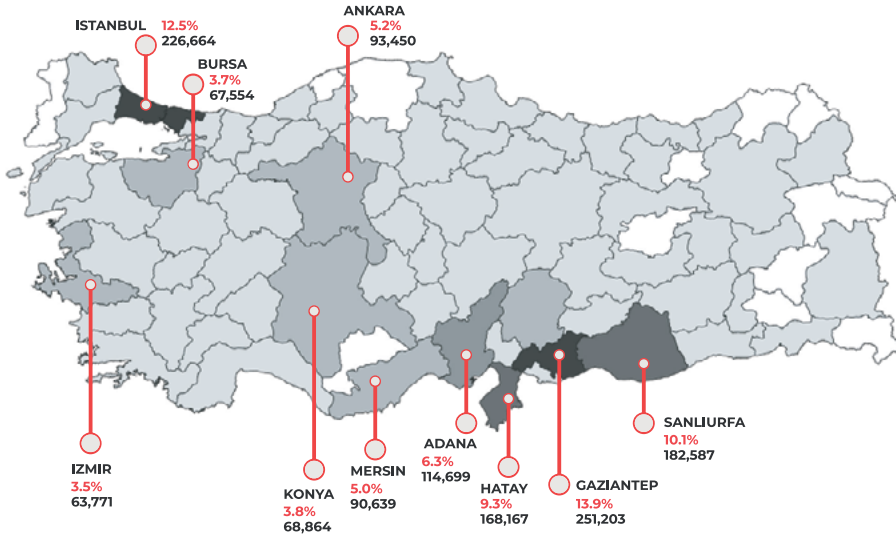 ISTANBUL 12.5%
226,664
BURSA
3.7%
67,554
ANKARA
5.2%
93,450
IZMIR
3.5%
63,771
KONYA
3.8%
68,864
MERSIN
5.0%
90,639
ADANA
6.3%
114,699
HATAY
9.3%
168,167
GAZIANTEP
13.9%
251,203
SANLIURFA
10.1%
182,587